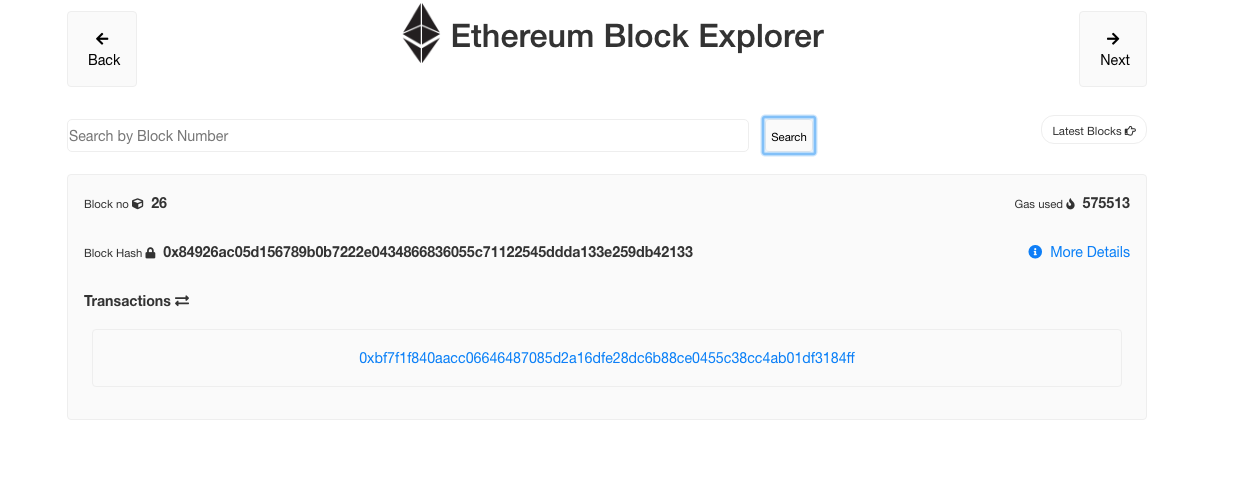 Back
Ethereum Block Explorer
Next
Search by Block Number
Search
Latest Blocks
Block no 26
Gas used 575513
Block Hash 0x84926ac05d156789b0b7222e0434866836055c71122545ddda133e259db42133
More Details
Transactions
0xbf7f1f840aacc06646487085d2a16dfe28dc6b88ce0455c38cc4ab01df3184ff